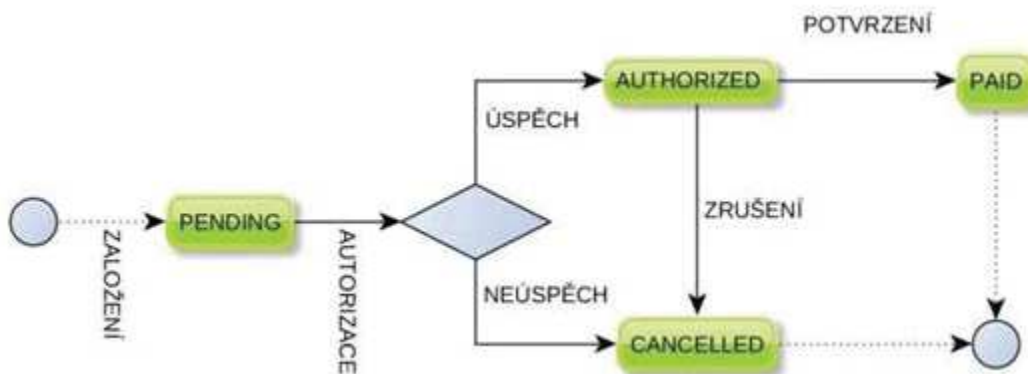 POTVRZENÍ
AUTHORIZED
PAID
ÚSPĚCH
PENDING
ZRUŠENÍ
ZALOŽENÍ
AUTORIZACE
NEÚSPĚCH
CANCELLED